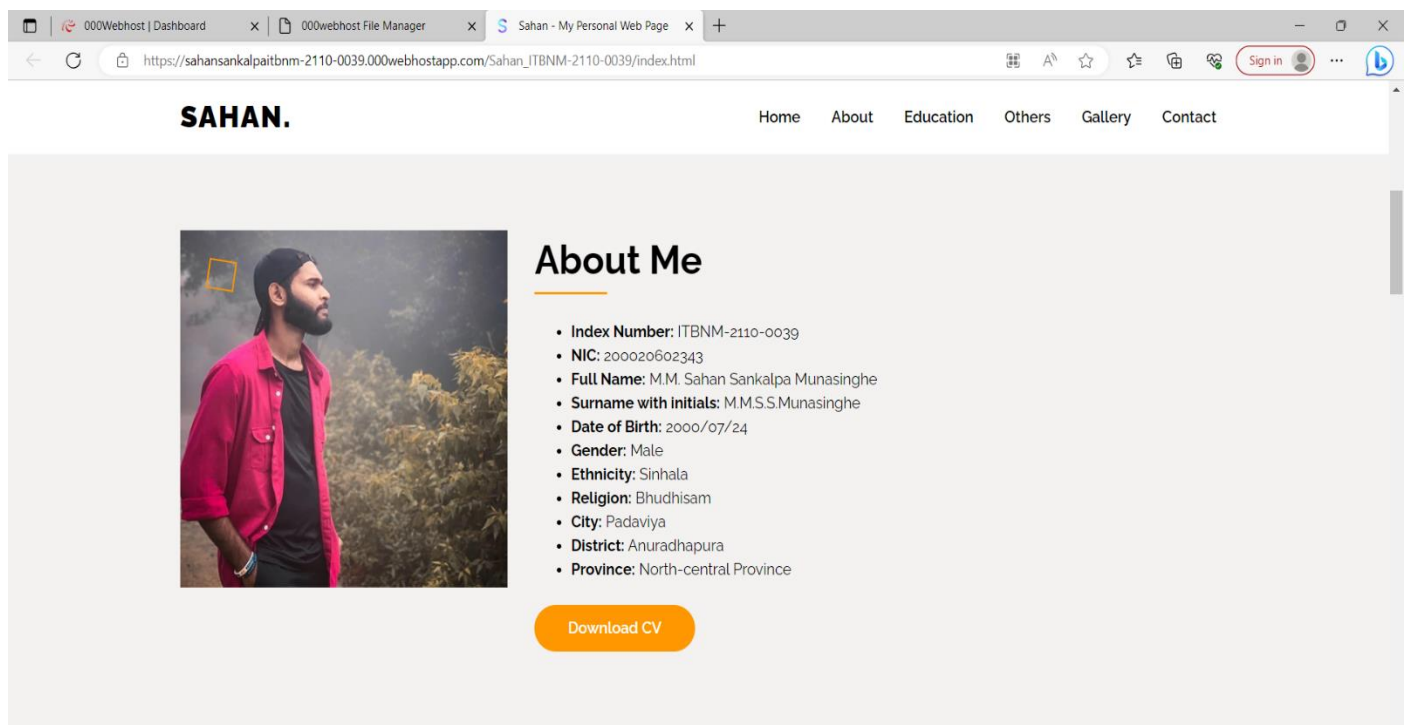 000Webhost | Dashboard
000webhost File Manager
Sahan - My Personal Web Page
https://sahansankalpaitbnm-2110-0039.000webhostapp.com/Sahan_ITBNM-2110-0039/index.html
Sign in
SAHAN.
Home About Education Others Gallery Contact
About Me
• Index Number: ITBNM-2110-0039
• NIC: 200020602343
• Full Name: M.M. Sahan Sankalpa Munasinghe
• Surname with initials: M.M.S.S.Munasinghe
• Date of Birth: 2000/07/24
• Gender: Male
• Ethnicity: Sinhala
• Religion: Bhudhisam
• City: Padaviya
• District: Anuradhapura
• Province: North-central Province
Download CV